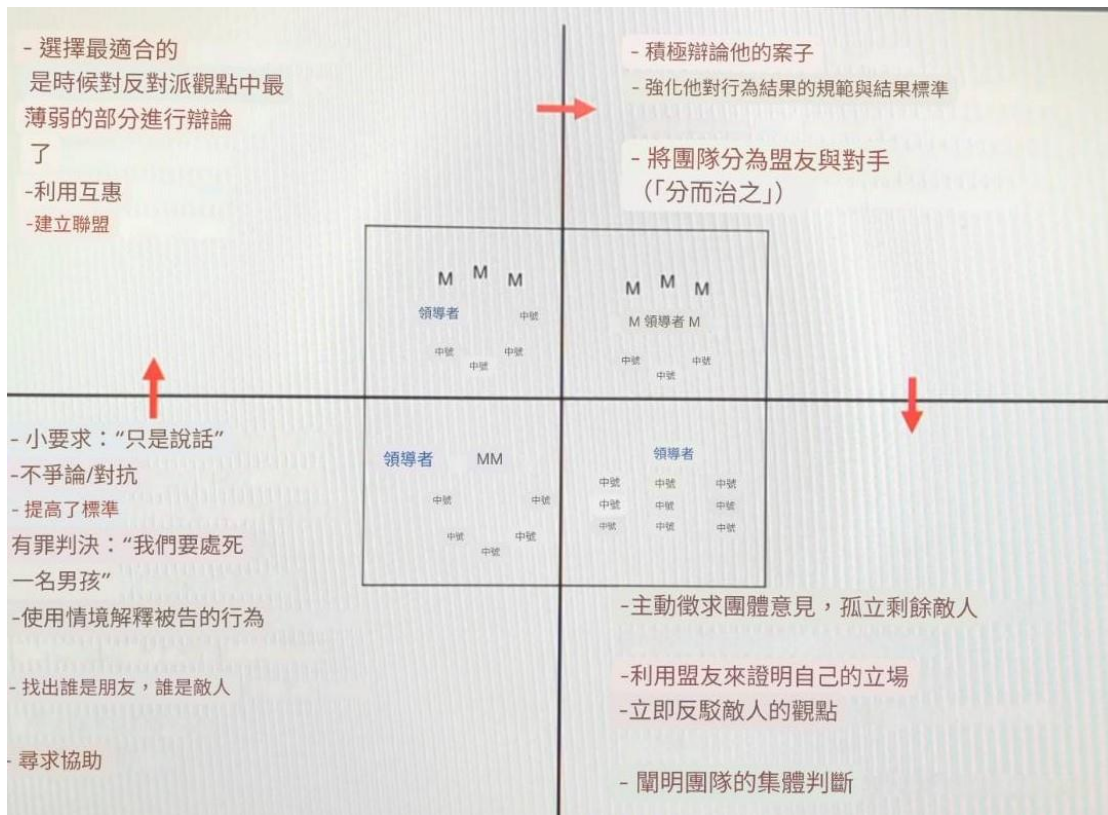 - 選擇最適合的
是時候對反對派觀點中最
薄弱的部分進行辯論
了
-利用互惠
-建立聯盟
- 積極辯論他的案子
- 強化他對行為結果的規範與結果標準
- 將團隊分為盟友與對手
(「分而治之」)
M M M
領導者 中號
中號 中號 中號
M M M
M 領導者 M
中號 中號 中號
- 小要求：“只是說話”
-不爭論/對抗
- 提高了標準
有罪判決：“我們要處死
一名男孩”
-使用情境解釋被告的行為
- 找出誰是朋友，誰是敵人
- 尋求協助
領導者 MM
中號 中號
中號 中號 中號
領導者
中號 中號 中號
中號 中號 中號
中號 中號 中號
-主動徵求團體意見，孤立剩餘敵人
-利用盟友來證明自己的立場
-立即反駁敵人的觀點
- 闡明團隊的集體判斷